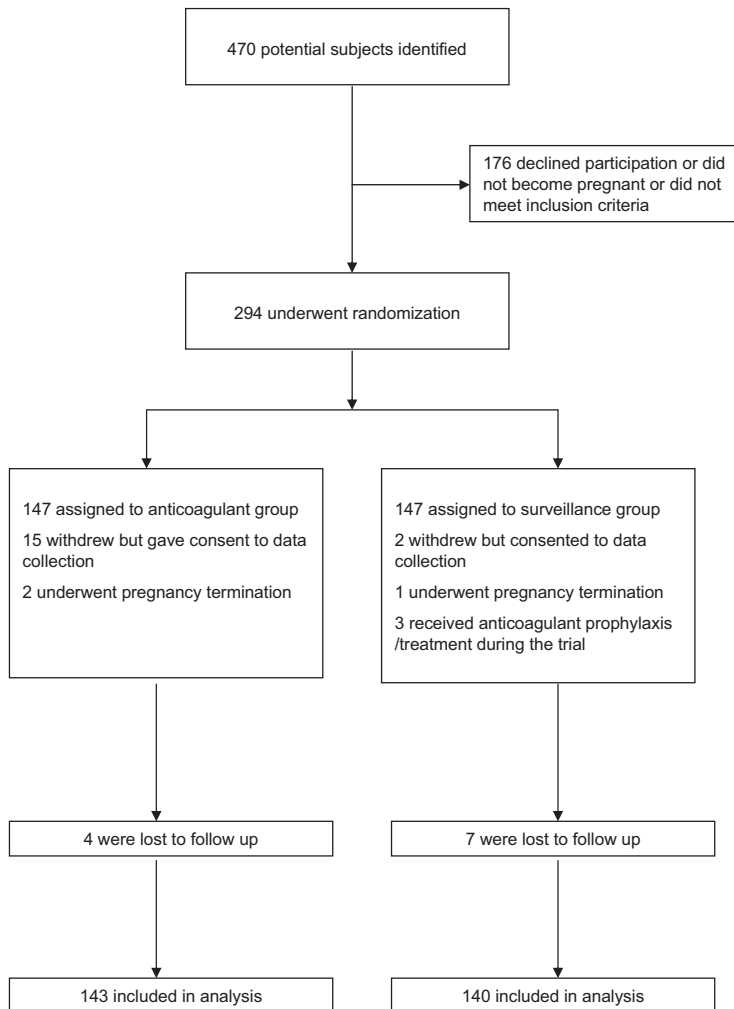 470 potential subjects identified
176 declined participation or did
not become pregnant or did not
meet inclusion criteria
294 underwent randomization
147 assigned to anticoagulant group
15 withdrew but gave consent to data
collection
2 underwent pregnancy termination
147 assigned to surveillance group
2 withdrew but consented to data
collection
1 underwent pregnancy termination
3 received anticoagulant prophylaxis
/treatment during the trial
4 were lost to follow up
7 were lost to follow up
143 included in analysis
140 included in analysis